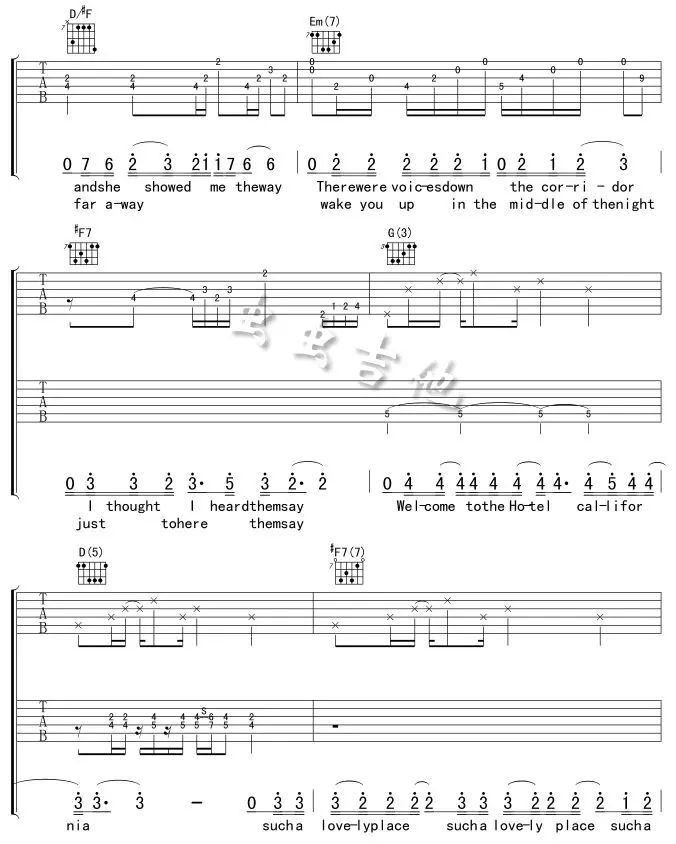 D/#F Em(7)
0 7 6 2 3 2 1 1 7 6 6 0 2 2 2 2 2 1 0 2 1 2 3
andshe showed me theway Therewere voic-esdown the cor-ri-dor
far a-way wake you up in the mid-dle of thenight
#F7 G(3)
虫虫吉他
0 3 3 2 3· 5 3 2· 2 0 4 4 4 4 4 4 4 4· 4 5 4 4
I thought I heardthemsay Wel-come tothe Ho-tel cal-lifor
just tohere themsay
D(5) #F7(7)
3 3· 3 - 0 3 3 3 2 2 2 2 3 3 3 2 2 2 2 1 2
nia sucha love-lyplace sucha love-ly place sucha